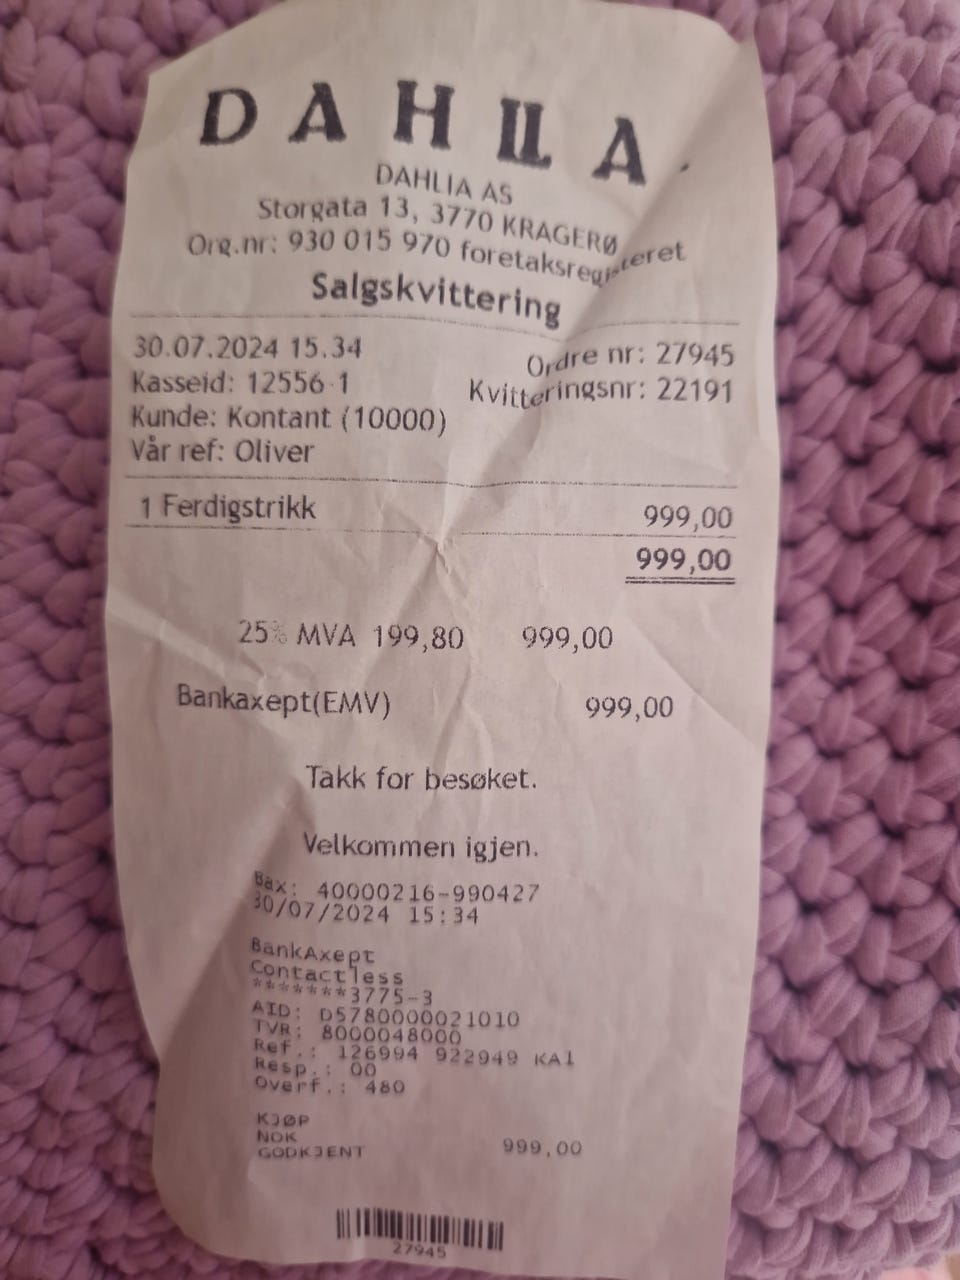 DAHLIA
DAHLIA AS
Storgata 13, 3770 KRAGERØ
Org.nr: 930 015 970 foretaksregisteret
Salgskvittering
30.07.2024 15.34 Ordre nr: 27945
Kasseid: 12556-1 Kvitteringsnr: 22191
Kunde: Kontant (10000)
Vår ref: Oliver
1 Ferdigstrikk 999,00
999,00
25% MVA 199,80 999,00
Bankaxept(EMV) 999,00
Takk for besøket.
Velkommen igjen.
Bax: 40000216-990427
30/07/2024 15:34
BankAxept
Contactless
*******3775-3
AID: D5780000021010
TVR: 8000048000
Ref.: 126994 922949 KA1
Resp.: 00
Overf.: 480
KJØP
NOK 999,00
GODKJENT
27945